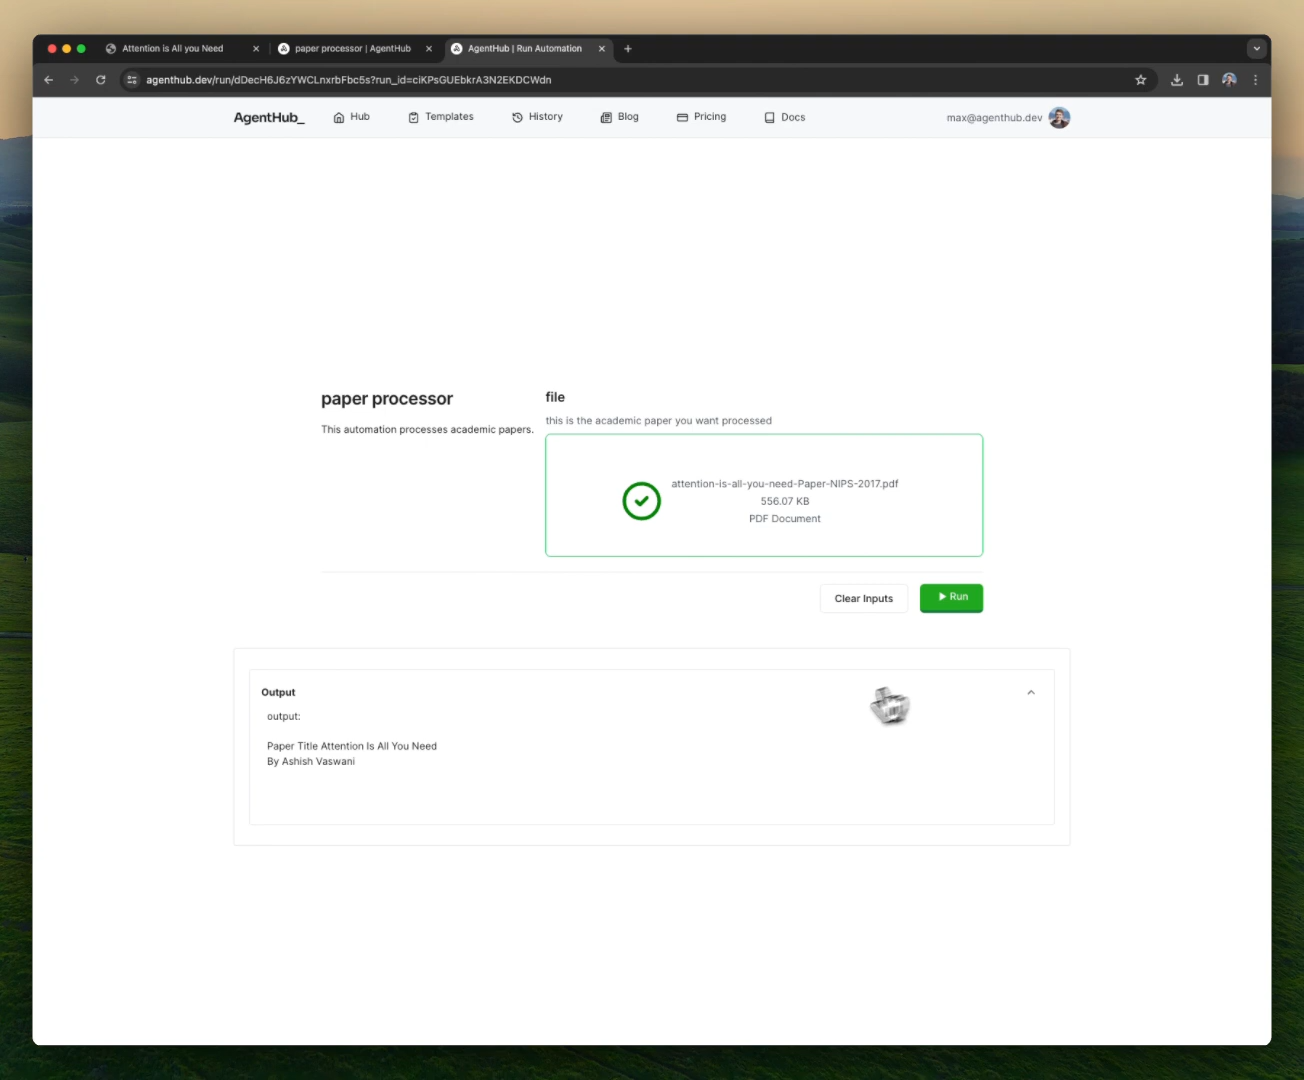 Attention is All you Need
paper processor | AgentHub
AgentHub | Run Automation
agenthub.dev/run/dDecH6J6zYWCLnxrbFbc5s?run_id=ciKPsGUEbkrA3N2EKDCWdn
AgentHub_
Hub
Templates
History
Blog
Pricing
Docs
max@agenthub.dev
paper processor
This automation processes academic papers.
file
this is the academic paper you want processed
attention-is-all-you-need-Paper-NIPS-2017.pdf
556.07 KB
PDF Document
Clear Inputs
Run
Output
output:
Paper Title Attention Is All You Need
By Ashish Vaswani